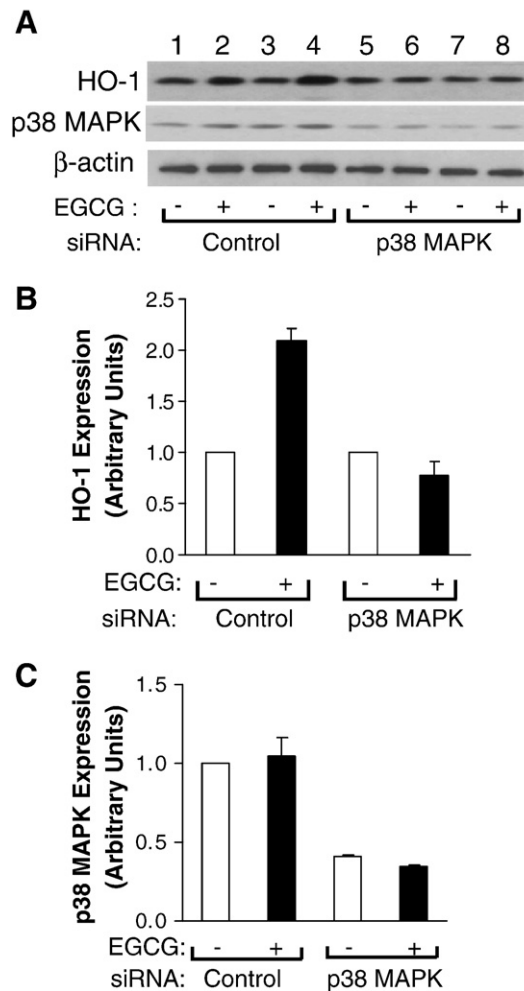 A
1 2 3 4 5 6 7 8
HO-1
p38 MAPK
β-actin
EGCG : - + - + - + - +
siRNA: Control p38 MAPK
B
HO-1 Expression
(Arbitrary Units)
2.5
2.0
1.5
1.0
0.5
0.0
EGCG: - + - +
siRNA: Control p38 MAPK
C
p38 MAPK Expression
(Arbitrary Units)
1.5
1.0
0.5
0.0
EGCG: - + - +
siRNA: Control p38 MAPK